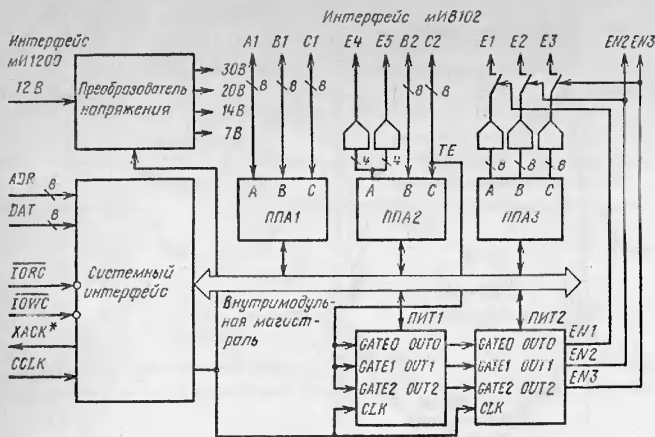 Интерфейс мИ8102
Интерфейс
мИ1200
12В
Преобразователь
напряжения
30В
20В
14В
7В
A1 B1 C1
E4 E5 B2 C2
E1 E2 E3
EN2 EN3
8 8 8
8 8
4 4
TE
8 8 8
A B C
ППА1
A B C
ППА2
A B C
ППА3
ADR 8
DAT 8
IORC
IOWC
XACK*
CCLK
Системный
интерфейс
Внутримодуль-
ная магист-
раль
ПИТ1
GATE0 OUT0
GATE1 OUT1
GATE2 OUT2
CLK
ПИТ2
GATE0 OUT0
GATE1 OUT1
GATE2 OUT2
CLK
EN1
EN2
EN3